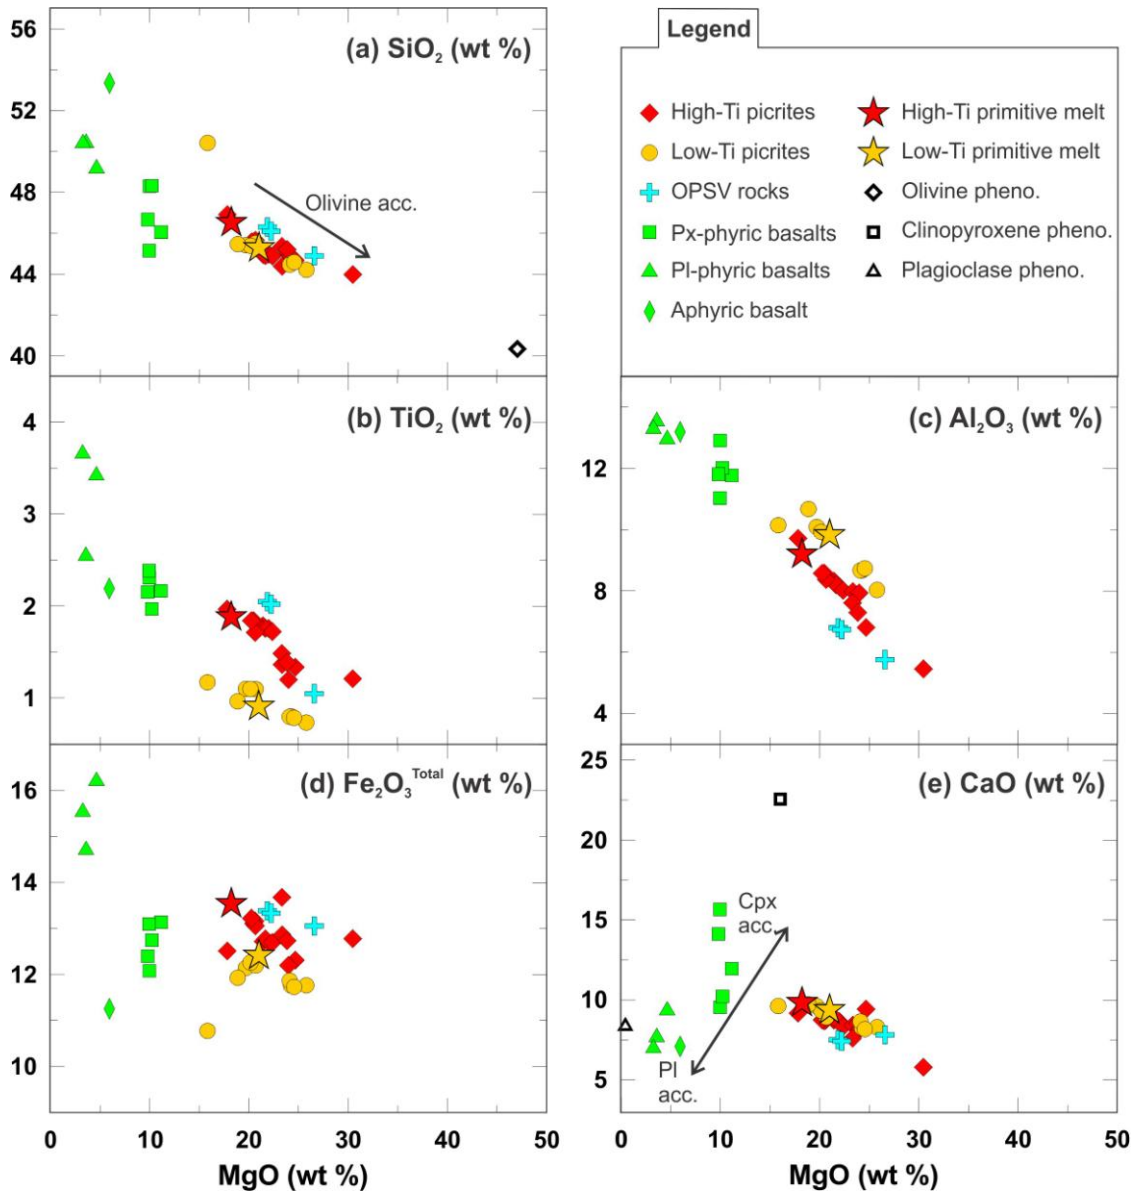 (a) SiO₂ (wt %)
56
52
48
44
40
Olivine acc.
Legend
High-Ti picrites
Low-Ti picrites
OPSV rocks
Px-phyric basalts
Pl-phyric basalts
Aphyric basalt
High-Ti primitive melt
Low-Ti primitive melt
Olivine pheno.
Clinopyroxene pheno.
Plagioclase pheno.
(b) TiO₂ (wt %)
4
3
2
1
(c) Al₂O₃ (wt %)
12
8
4
(d) Fe₂O₃ᵀᵒᵗᵃˡ (wt %)
16
14
12
10
0 10 20 30 40 50
MgO (wt %)
(e) CaO (wt %)
25
20
15
10
5
Cpx
acc.
Pl
acc.
0 10 20 30 40 50
MgO (wt %)